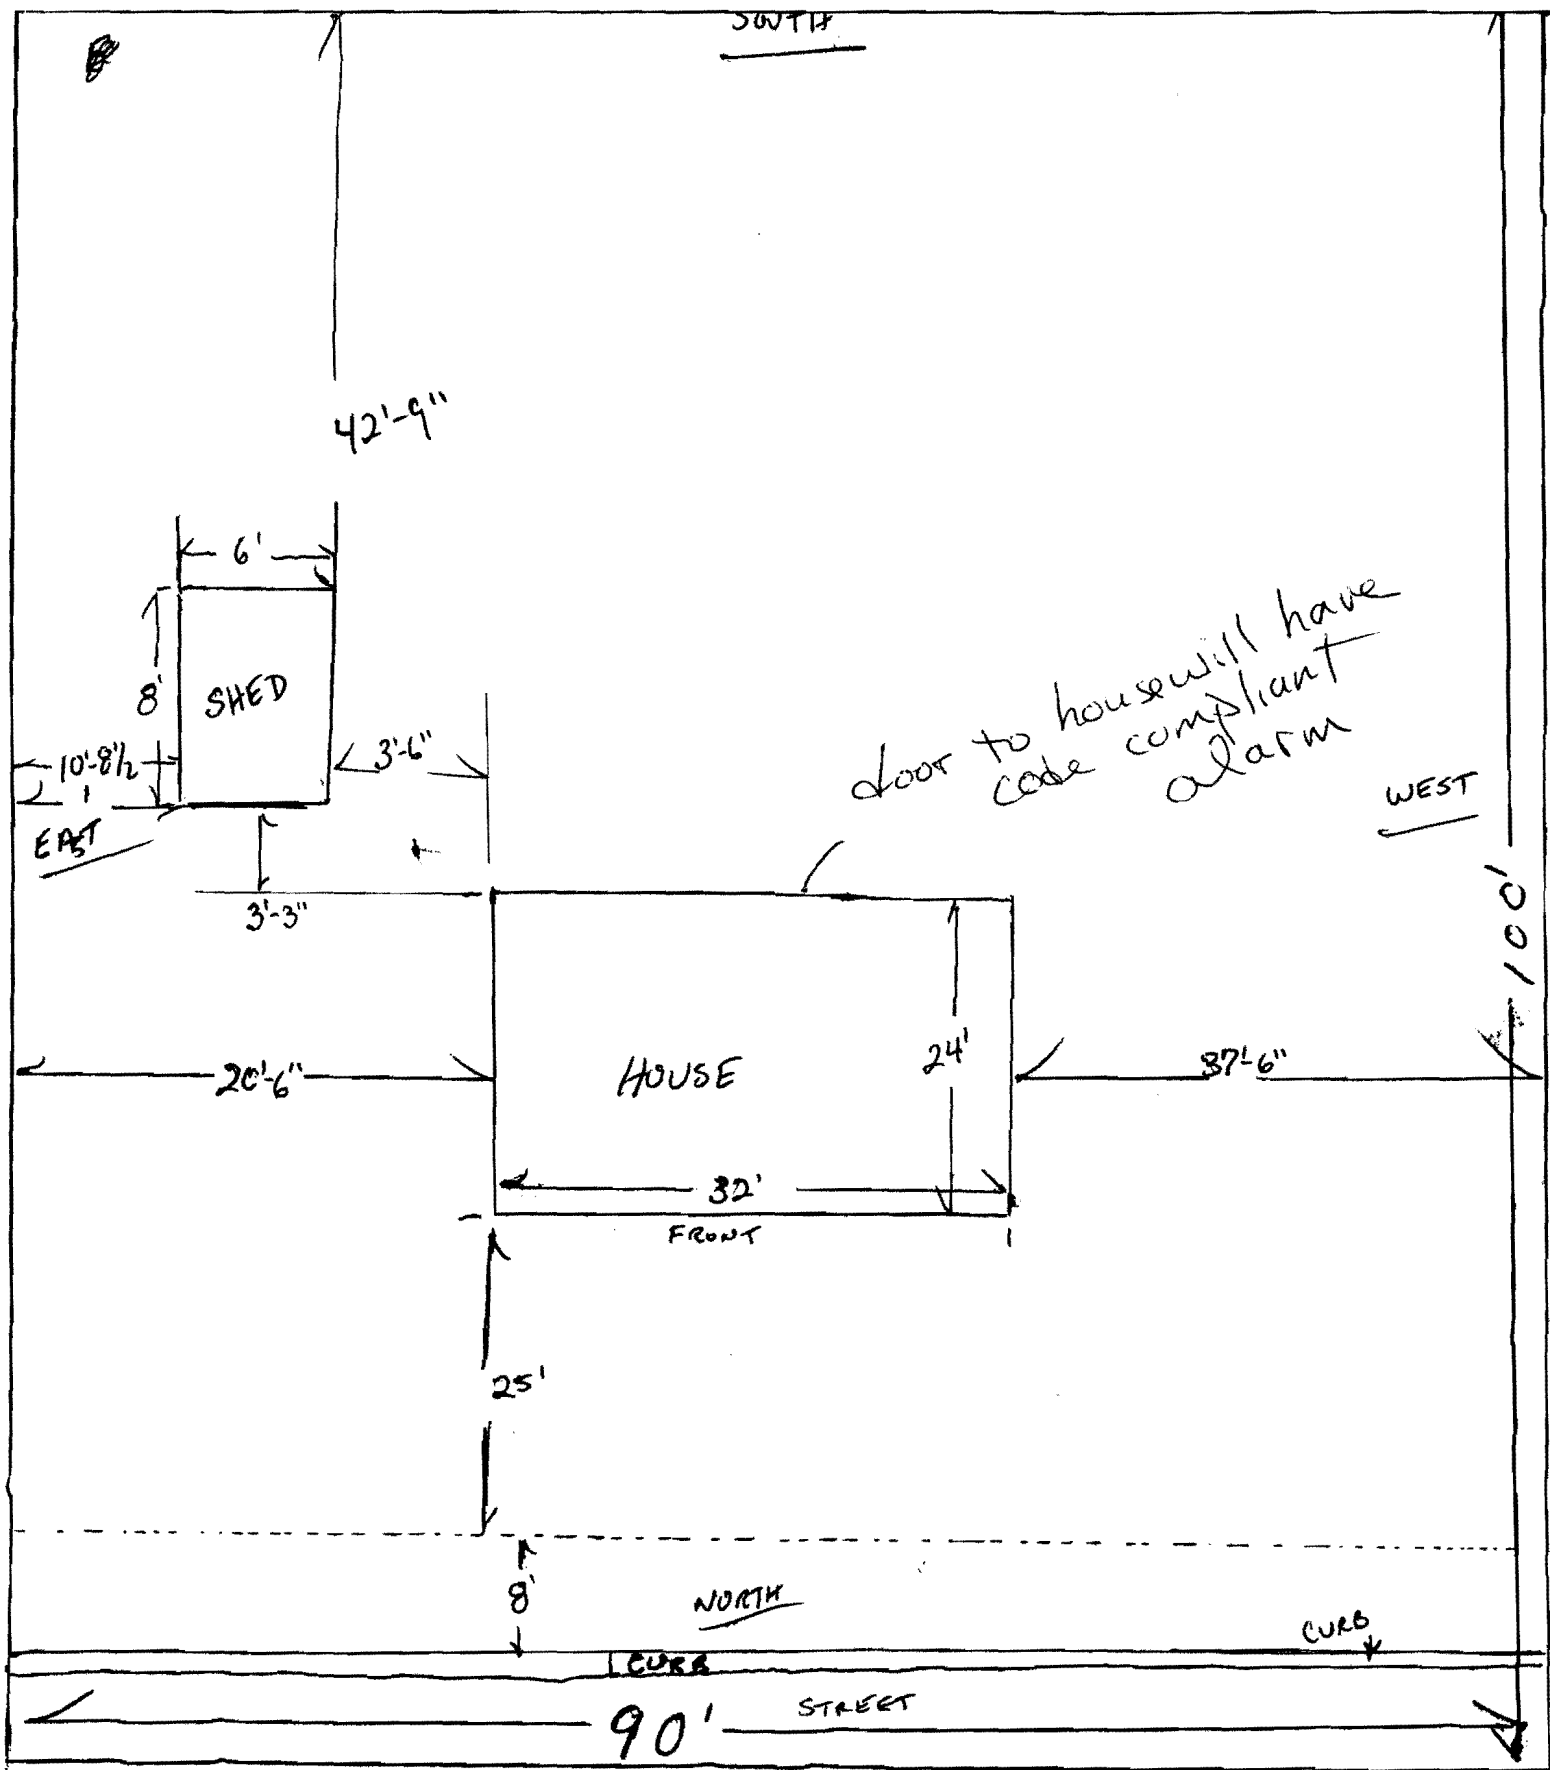 SOUTH
42'-9"
6'
8'
SHED
10'-8½
3'-6"
EAST
3'-3"
door to house will have
code compliant
alarm
WEST
100'
20'-6"
HOUSE
24'
37'-6"
32'
FRONT
25'
8'
NORTH
CURB
CURB
STREET
90'